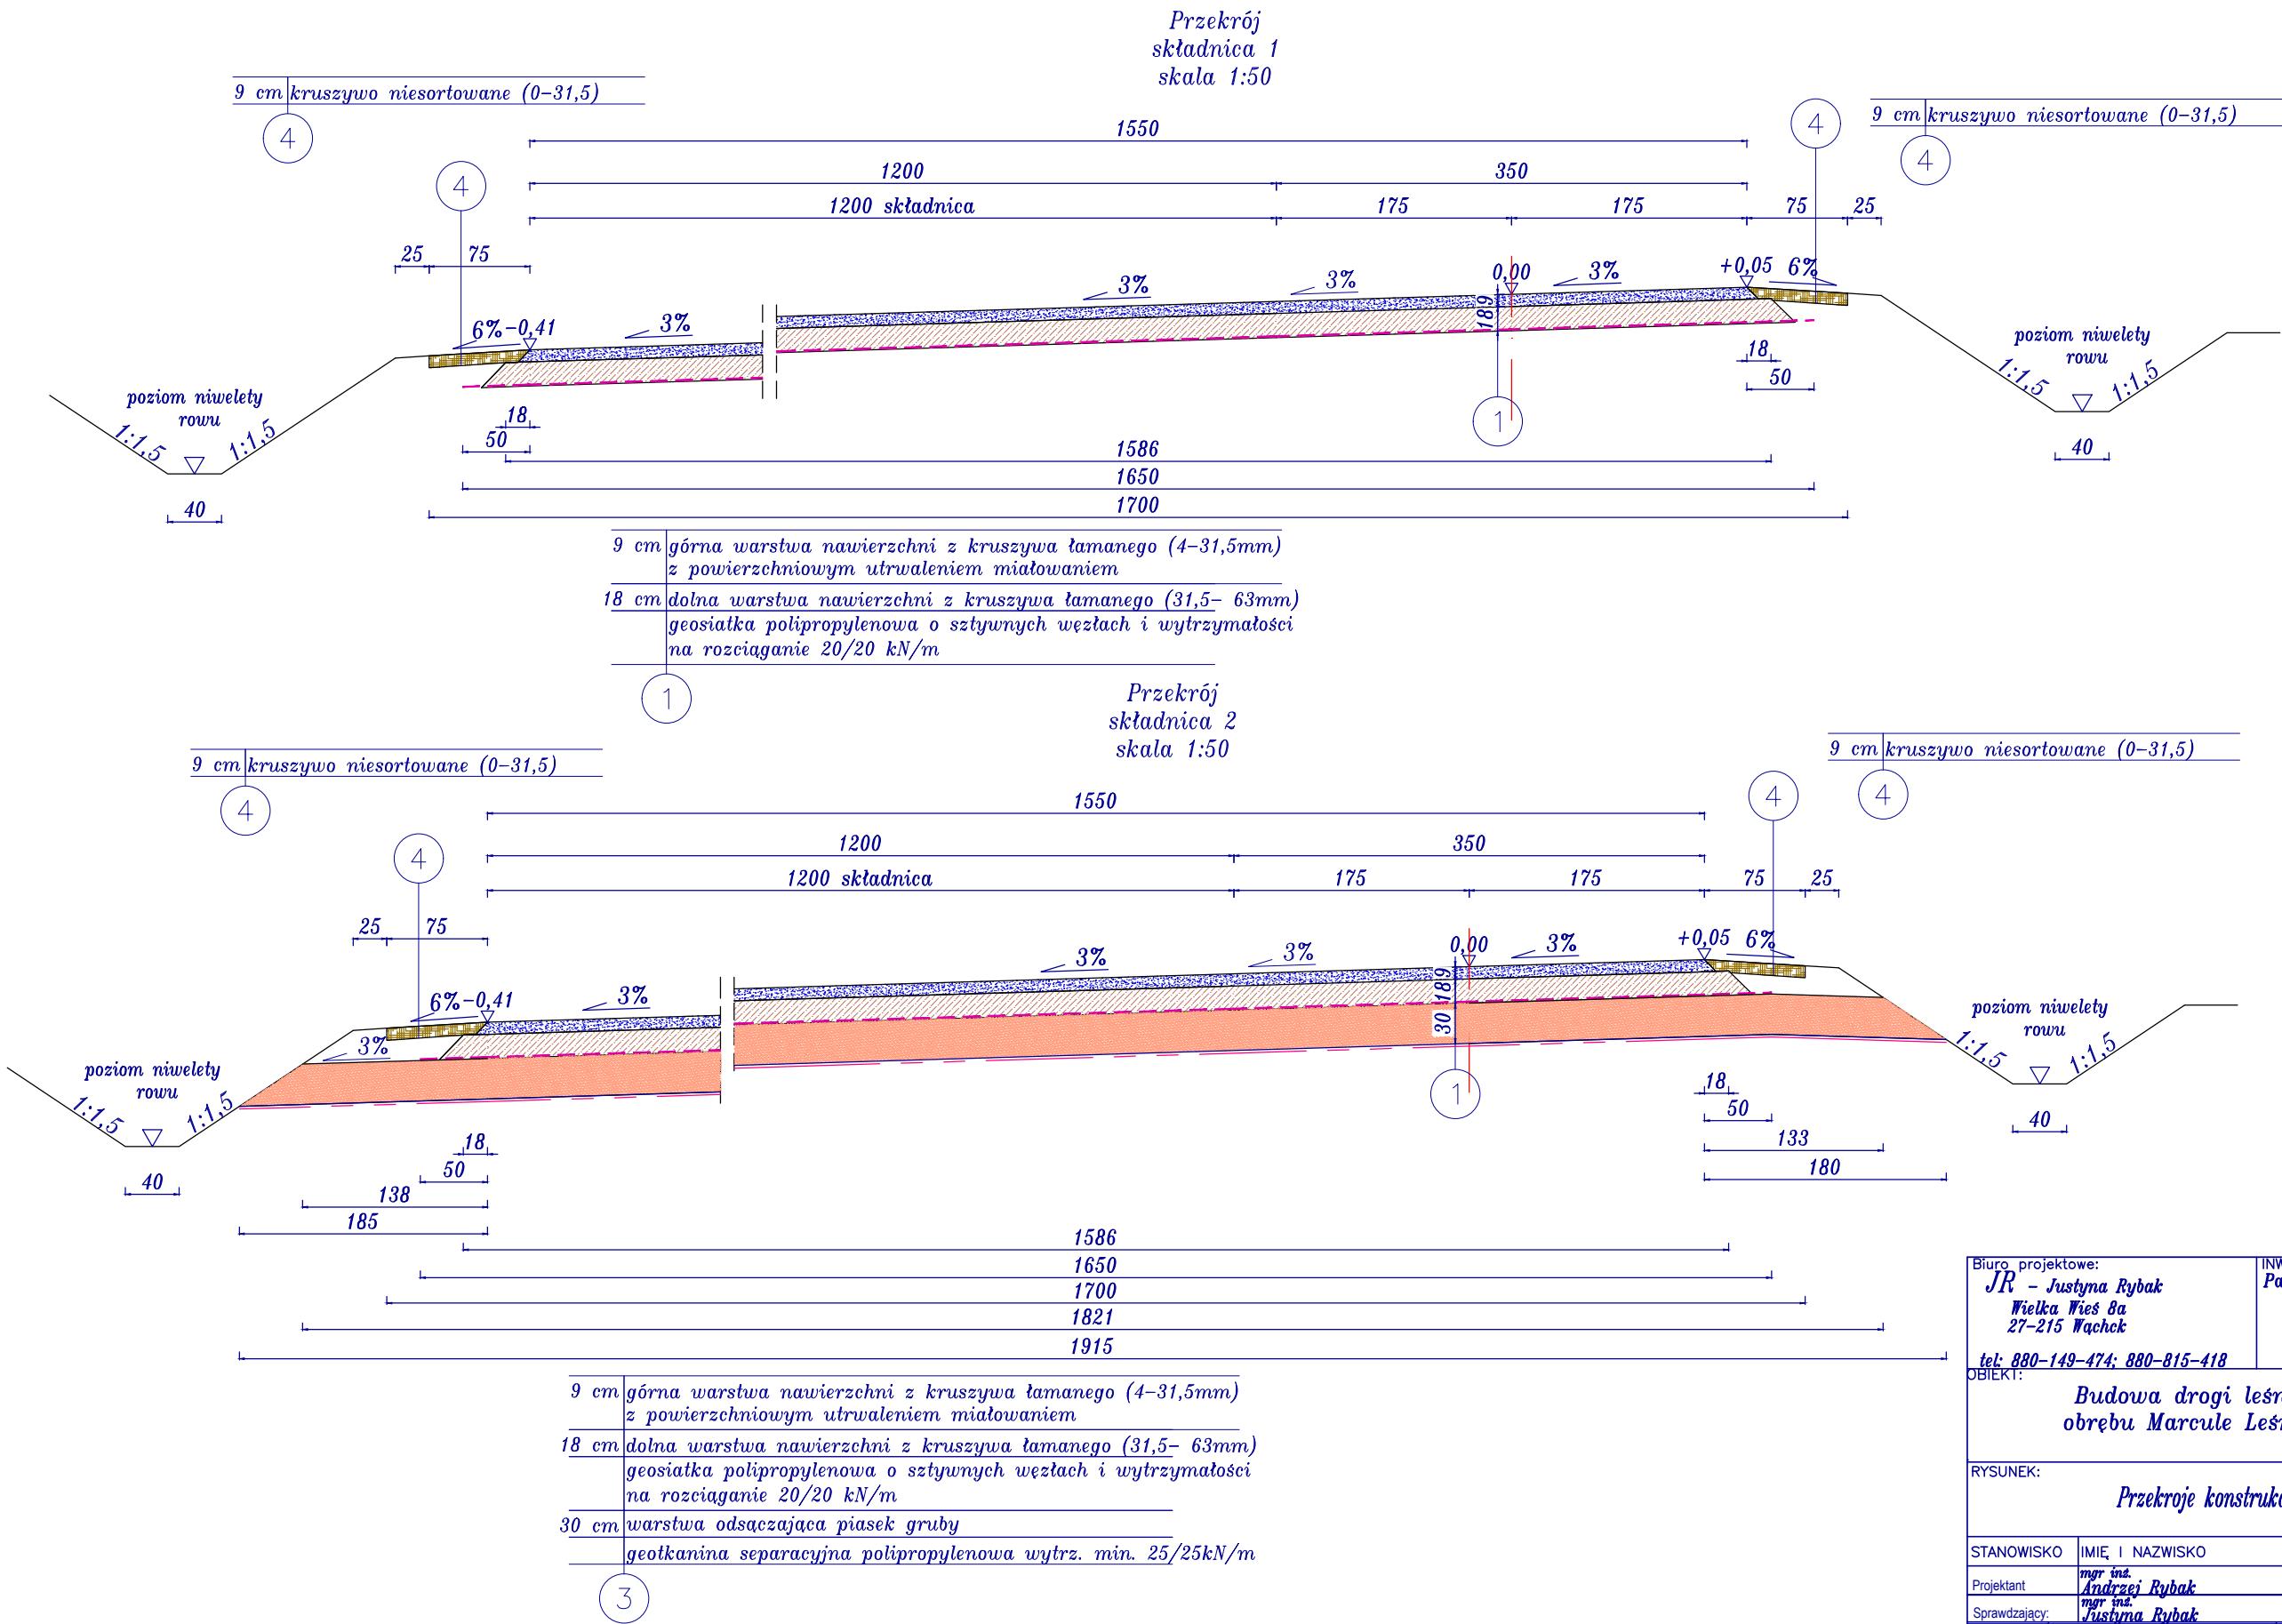 Przekrój
składnica 1
skala 1:50
9 cm kruszywo niesortowane (0-31,5)
4
9 cm kruszywo niesortowane (0-31,5)
4
4
4
1550
1200
350
1200 składnica
175
175
75
25
25
75
3%
3%
0,00
3%
+0,05
6%
6%
-0,41
3%
18
9
poziom niwelety
rowu
1:1,5
1:1,5
40
poziom niwelety
rowu
1:1,5
1:1,5
40
18
50
18
50
1
1586
1650
1700
9 cm górna warstwa nawierzchni z kruszywa łamanego (4-31,5mm)
z powierzchniowym utrwaleniem miałowaniem
18 cm dolna warstwa nawierzchni z kruszywa łamanego (31,5- 63mm)
geosiatka polipropylenowa o sztywnych węzłach i wytrzymałości
na rozciąganie 20/20 kN/m
1
Przekrój
składnica 2
skala 1:50
9 cm kruszywo niesortowane (0-31,5)
4
9 cm kruszywo niesortowane (0-31,5)
4
4
4
1550
1200
350
1200 składnica
175
175
75
25
25
75
3%
3%
0,00
3%
+0,05
6%
6%
-0,41
3%
3%
30
18
9
poziom niwelety
rowu
1:1,5
1:1,5
40
poziom niwelety
rowu
1:1,5
1:1,5
40
1
18
50
133
180
18
50
138
185
1586
1650
1700
1821
1915
9 cm górna warstwa nawierzchni z kruszywa łamanego (4-31,5mm)
z powierzchniowym utrwaleniem miałowaniem
18 cm dolna warstwa nawierzchni z kruszywa łamanego (31,5- 63mm)
geosiatka polipropylenowa o sztywnych węzłach i wytrzymałości
na rozciąganie 20/20 kN/m
30 cm warstwa odsączająca piasek gruby
geotkanina separacyjna polipropylenowa wytrz. min. 25/25kN/m
3
Biuro projektowe:
JR - Justyna Rybak
Wielka Wieś 8a
27-215 Wąchck
tel: 880-149-474; 880-815-418
OBIEKT:
Budowa drogi
obrębu Marcule
RYSUNEK:
Przekroje
STANOWISKO IMIĘ I NAZWISKO
Projektant mgr inż.
Andrzej Rybak
Sprawdzający: mgr inż.
Justyna Rybak